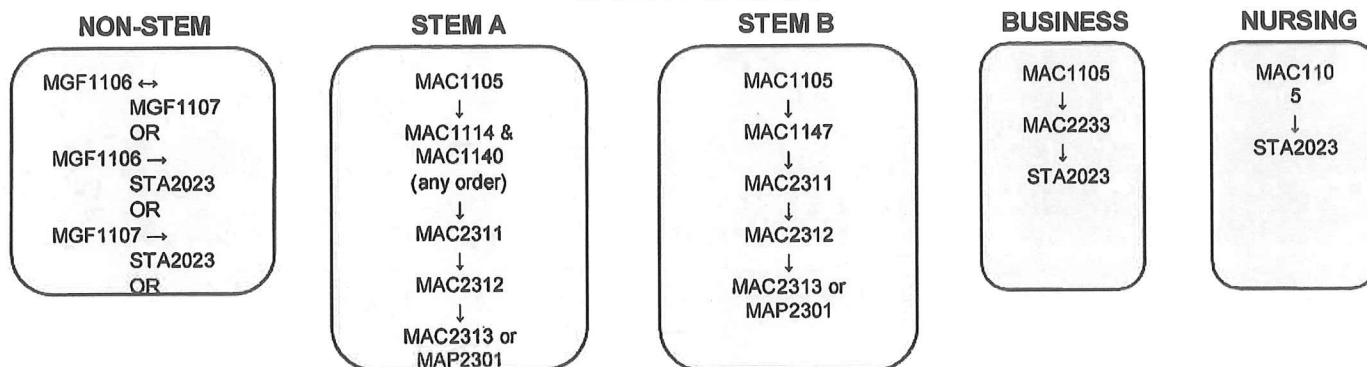 NON-STEM
MGF1106 ↔
MGF1107
OR
MGF1106 →
STA2023
OR
MGF1107 →
STA2023
OR
STEM A
MAC1105
↓
MAC1114 &
MAC1140
(any order)
↓
MAC2311
↓
MAC2312
↓
MAC2313 or
MAP2301
STEM B
MAC1105
↓
MAC1147
↓
MAC2311
↓
MAC2312
↓
MAC2313 or
MAP2301
BUSINESS
MAC1105
↓
MAC2233
↓
STA2023
NURSING
MAC110
5
↓
STA2023